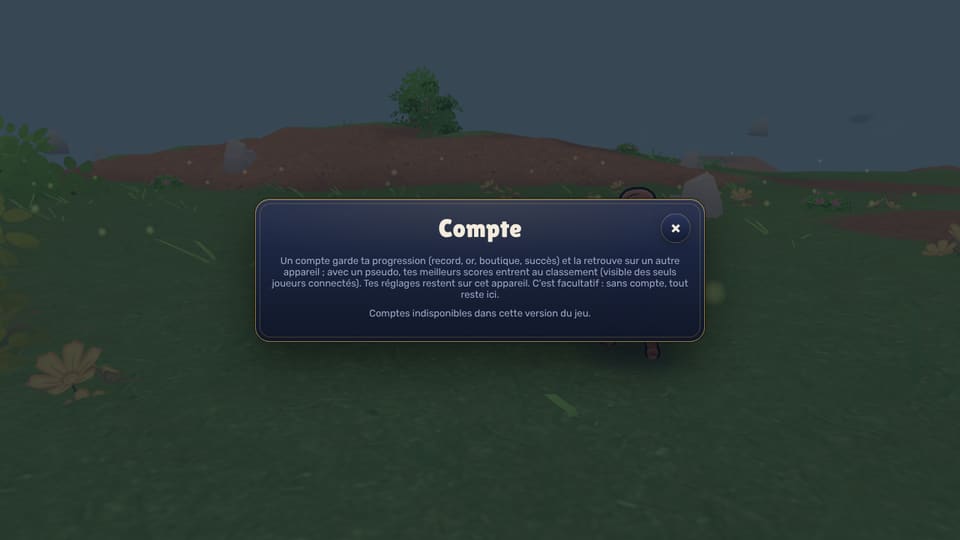 Compte
Un compte garde ta progression (record, or, boutique, succès) et la retrouve sur un autre
appareil ; avec un pseudo, tes meilleurs scores entrent au classement (visible des seuls
joueurs connectés). Tes réglages restent sur cet appareil. C'est facultatif : sans compte, tout
reste ici.
Comptes indisponibles dans cette version du jeu.